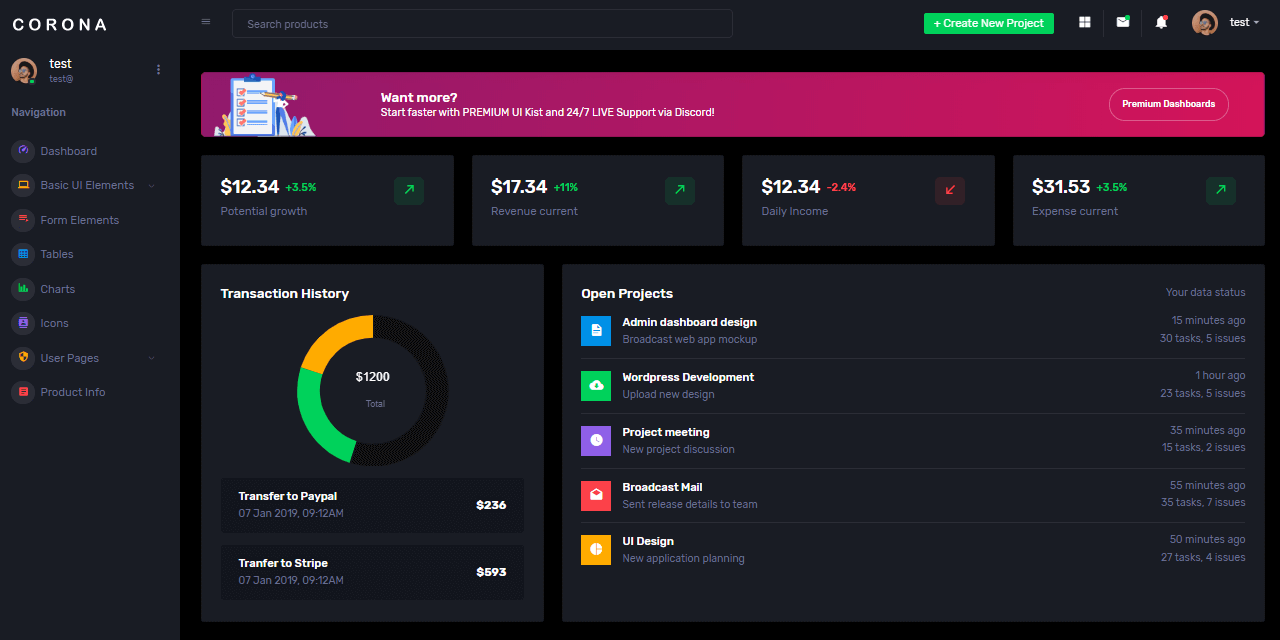 CORONA
Search products
+ Create New Project
test
test
test@
Navigation
Dashboard
Basic UI Elements
Form Elements
Tables
Charts
Icons
User Pages
Product Info
Want more?
Start faster with PREMIUM UI Kist and 24/7 LIVE Support via Discord!
Premium Dashboards
$12.34 +3.5%
Potential growth
$17.34 +11%
Revenue current
$12.34 -2.4%
Daily Income
$31.53 +3.5%
Expense current
Transaction History
$1200
Total
Transfer to Paypal
07 Jan 2019, 09:12AM
$236
Tranfer to Stripe
07 Jan 2019, 09:12AM
$593
Open Projects
Your data status
Admin dashboard design
Broadcast web app mockup
15 minutes ago
30 tasks, 5 issues
Wordpress Development
Upload new design
1 hour ago
23 tasks, 5 issues
Project meeting
New project discussion
35 minutes ago
15 tasks, 2 issues
Broadcast Mail
Sent release details to team
55 minutes ago
35 tasks, 7 issues
UI Design
New application planning
50 minutes ago
27 tasks, 4 issues